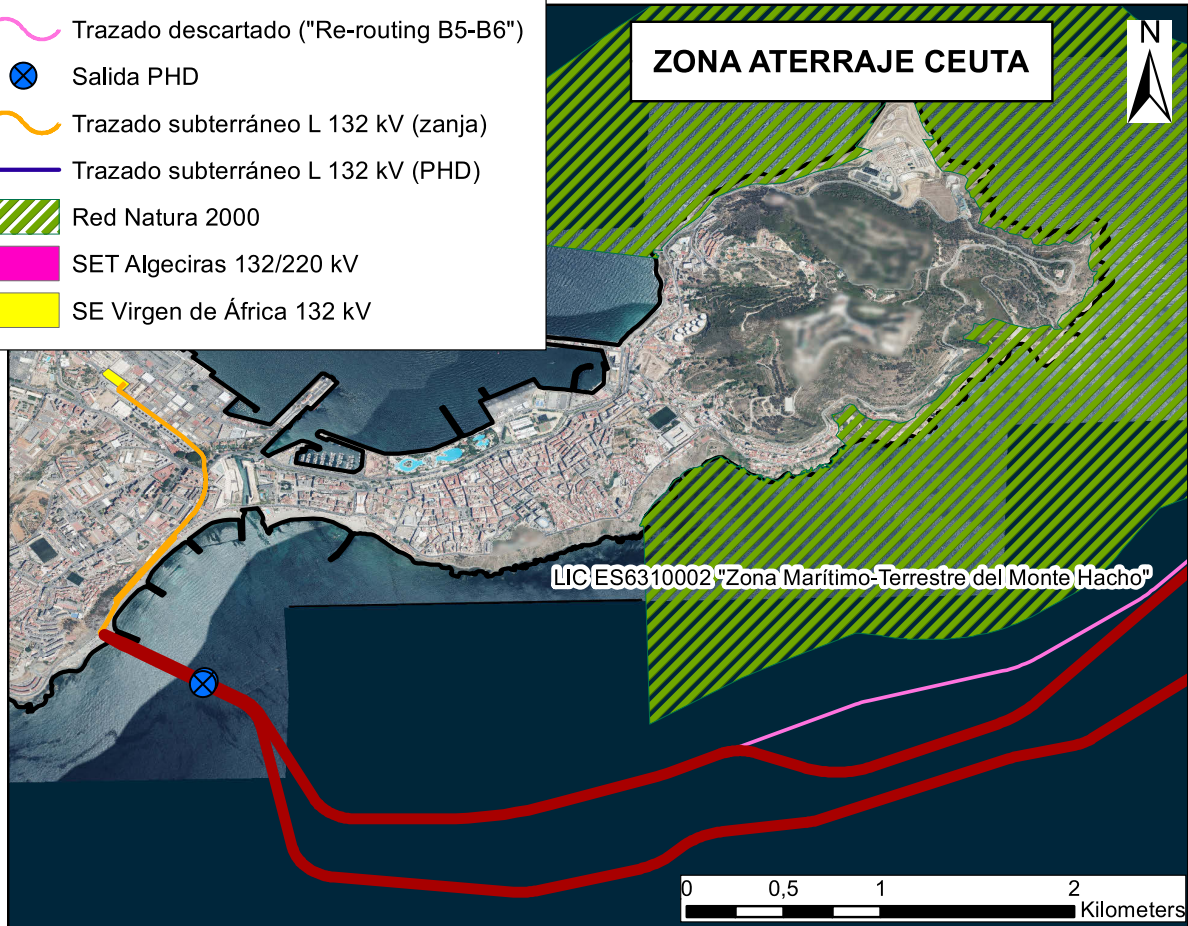 Trazado descartado ("Re-routing B5-B6")
Salida PHD
Trazado subterráneo L 132 kV (zanja)
Trazado subterráneo L 132 kV (PHD)
Red Natura 2000
SET Algeciras 132/220 kV
SE Virgen de África 132 kV
ZONA ATERRAJE CEUTA
N
LIC ES6310002 "Zona Marítimo-Terrestre del Monte Hacho"
0 0,5 1 2
Kilometers